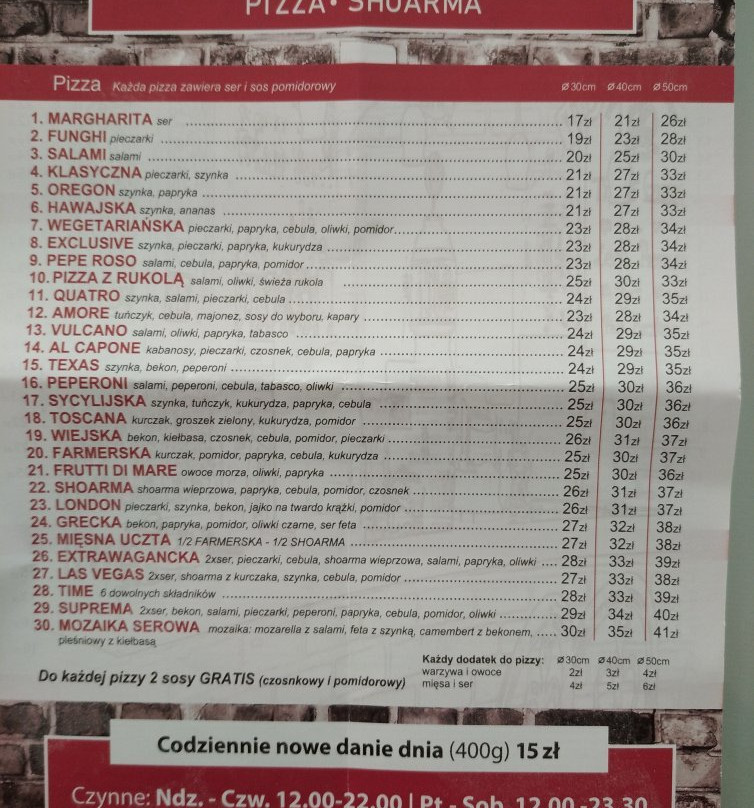 PIZZA • SHOARMA
Pizza Każda pizza zawiera ser i sos pomidorowy ø30cm ø40cm ø50cm
1. MARGHARITA ser 17zł 21zł 26zł
2. FUNGHI pieczarki 19zł 23zł 28zł
3. SALAMI salami 20zł 25zł 30zł
4. KLASYCZNA pieczarki, szynka 21zł 27zł 33zł
5. OREGON szynka, papryka 21zł 27zł 33zł
6. HAWAJSKA szynka, ananas 21zł 27zł 33zł
7. WEGETARIAŃSKA pieczarki, papryka, cebula, oliwki, pomidor 23zł 28zł 34zł
8. EXCLUSIVE szynka, pieczarki, papryka, kukurydza 23zł 28zł 34zł
9. PEPE ROSO salami, cebula, papryka, pomidor 23zł 28zł 34zł
10. PIZZA Z RUKOLĄ salami, oliwki, świeża rukola 25zł 30zł 33zł
11. QUATRO szynka, salami, pieczarki, cebula 24zł 29zł 35zł
12. AMORE tuńczyk, cebula, majonez, sosy do wyboru, kapary 23zł 28zł 34zł
13. VULCANO salami, oliwki, papryka, tabasco 24zł 29zł 35zł
14. AL CAPONE kabanosy, pieczarki, czosnek, cebula, papryka 24zł 29zł 35zł
15. TEXAS szynka, bekon, peperoni 24zł 29zł 35zł
16. PEPERONI salami, peperoni, cebula, tabasco, oliwki 25zł 30zł 36zł
17. SYCYLIJSKA szynka, tuńczyk, kukurydza, papryka, cebula 25zł 30zł 36zł
18. TOSCANA kurczak, groszek zielony, kukurydza, pomidor 25zł 30zł 36zł
19. WIEJSKA bekon, kiełbasa, czosnek, cebula, pomidor, pieczarki 26zł 31zł 37zł
20. FARMERSKA kurczak, pomidor, papryka, cebula, kukurydza 25zł 30zł 37zł
21. FRUTTI DI MARE owoce morza, oliwki, papryka 25zł 30zł 36zł
22. SHOARMA shoarma wieprzowa, papryka, cebula, pomidor, czosnek 26zł 31zł 37zł
23. LONDON pieczarki, szynka, bekon, jajko na twardo krążki, pomidor 26zł 31zł 37zł
24. GRECKA bekon, papryka, pomidor, oliwki czarne, ser feta 27zł 32zł 38zł
25. MIĘSNA UCZTA 1/2 FARMERSKA - 1/2 SHOARMA 27zł 32zł 38zł
26. EXTRAWAGANCKA 2xser, pieczarki, cebula, shoarma wieprzowa, salami, papryka, oliwki 28zł 33zł 39zł
27. LAS VEGAS 2xser, shoarma z kurczaka, szynka, cebula, pomidor 27zł 33zł 38zł
28. TIME 6 dowolnych składników 28zł 33zł 39zł
29. SUPREMA 2xser, bekon, salami, pieczarki, peperoni, papryka, cebula, pomidor, oliwki 29zł 34zł 40zł
30. MOZAIKA SEROWA mozaika: mozarella z salami, feta z szynką, camembert z bekonem, 30zł 35zł 41zł
pleśniowy z kiełbasą
Każdy dodatek do pizzy: ø30cm ø40cm ø50cm
warzywa i owoce 2zł 3zł 4zł
mięsa i ser 4zł 5zł 6zł
Do każdej pizzy 2 sosy GRATIS (czosnkowy i pomidorowy)
Codziennie nowe danie dnia (400g) 15 zł
Czynne: Ndz. - Czw. 12.00-22.00 | Pt - Sob. 12.00 -23.30